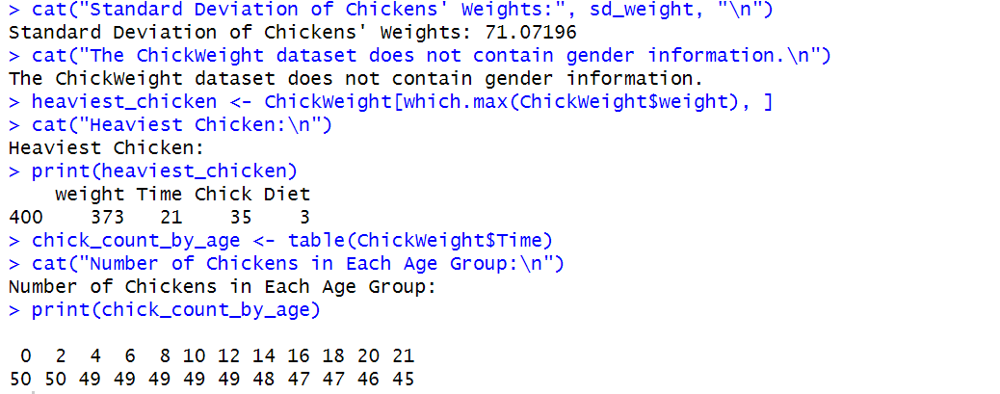 > cat("Standard Deviation of Chickens' Weights:", sd_weight, "\n")
Standard Deviation of Chickens' Weights: 71.07196
> cat("The ChickWeight dataset does not contain gender information.\n")
The ChickWeight dataset does not contain gender information.
> heaviest_chicken <- ChickWeight[which.max(ChickWeight$weight), ]
> cat("Heaviest Chicken:\n")
Heaviest Chicken:
> print(heaviest_chicken)
    weight Time Chick Diet
400    373   21    35    3
> chick_count_by_age <- table(ChickWeight$Time)
> cat("Number of Chickens in Each Age Group:\n")
Number of Chickens in Each Age Group:
> print(chick_count_by_age)

 0  2  4  6  8 10 12 14 16 18 20 21
50 50 49 49 49 49 49 48 47 47 46 45